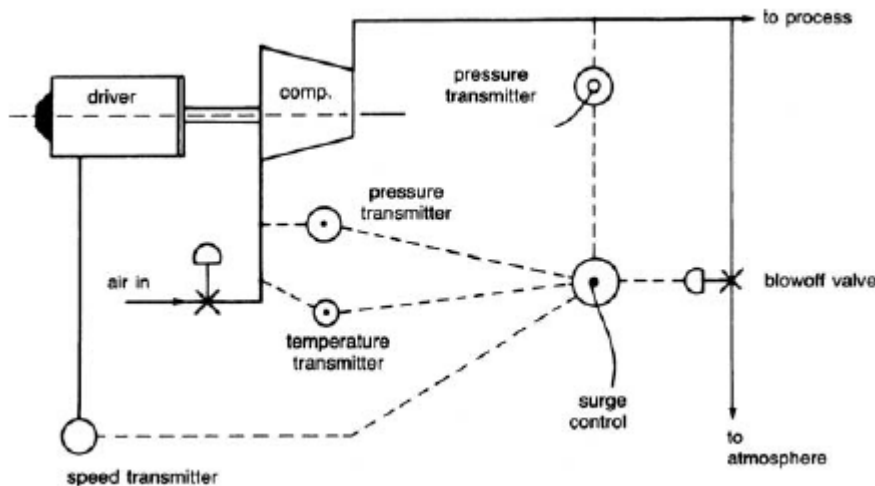 to process
driver
comp.
pressure
transmitter
pressure
transmitter
air in
blowoff valve
temperature
transmitter
surge
control
to
atmosphere
speed transmitter